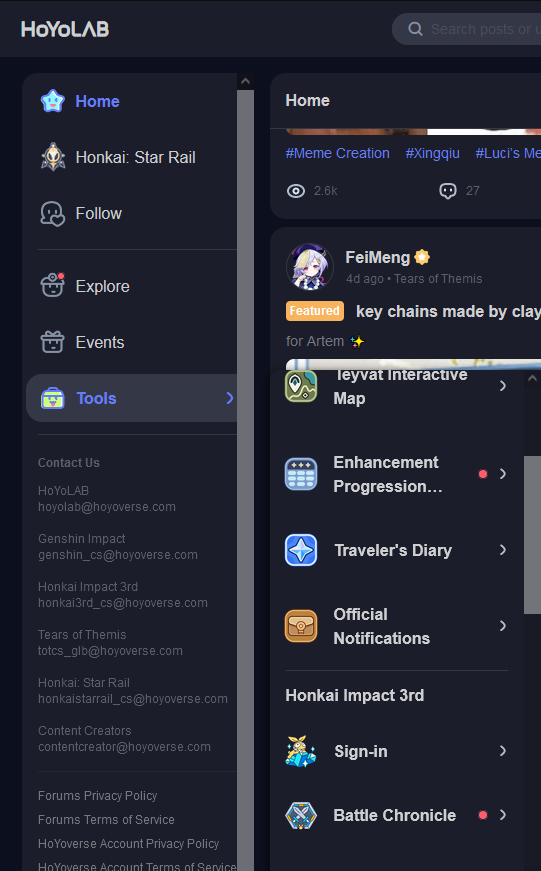 HoYoLAB
Search posts or u
Home
Honkai: Star Rail
Follow
Explore
Events
Tools
Contact Us
HoYoLAB
hoyolab@hoyoverse.com
Genshin Impact
genshin_cs@hoyoverse.com
Honkai Impact 3rd
honkai3rd_cs@hoyoverse.com
Tears of Themis
totcs_glb@hoyoverse.com
Honkai: Star Rail
honkaistarrail_cs@hoyoverse.com
Content Creators
contentcreator@hoyoverse.com
Forums Privacy Policy
Forums Terms of Service
HoYoverse Account Privacy Policy
HoYoverse Account Terms of Service
Home
#Meme Creation #Xingqiu #Luci's Me
2.6k 27
FeiMeng
4d ago • Tears of Themis
Featured key chains made by clay
for Artem ✨
Teyvat Interactive
Map
Enhancement
Progression...
Traveler's Diary
Official
Notifications
Honkai Impact 3rd
Sign-in
Battle Chronicle